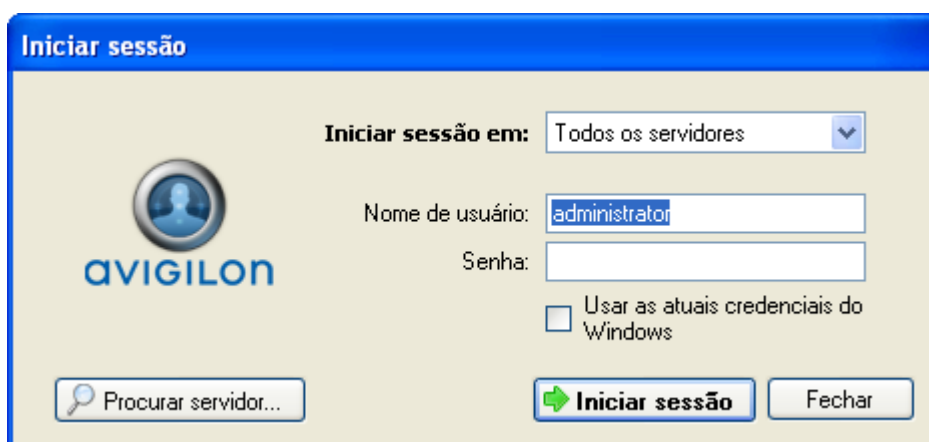 Iniciar sessão
Iniciar sessão em: Todos os servidores
avigilon
Nome de usuário: administrator
Senha:
Usar as atuais credenciais do
Windows
Procurar servidor...
Iniciar sessão
Fechar